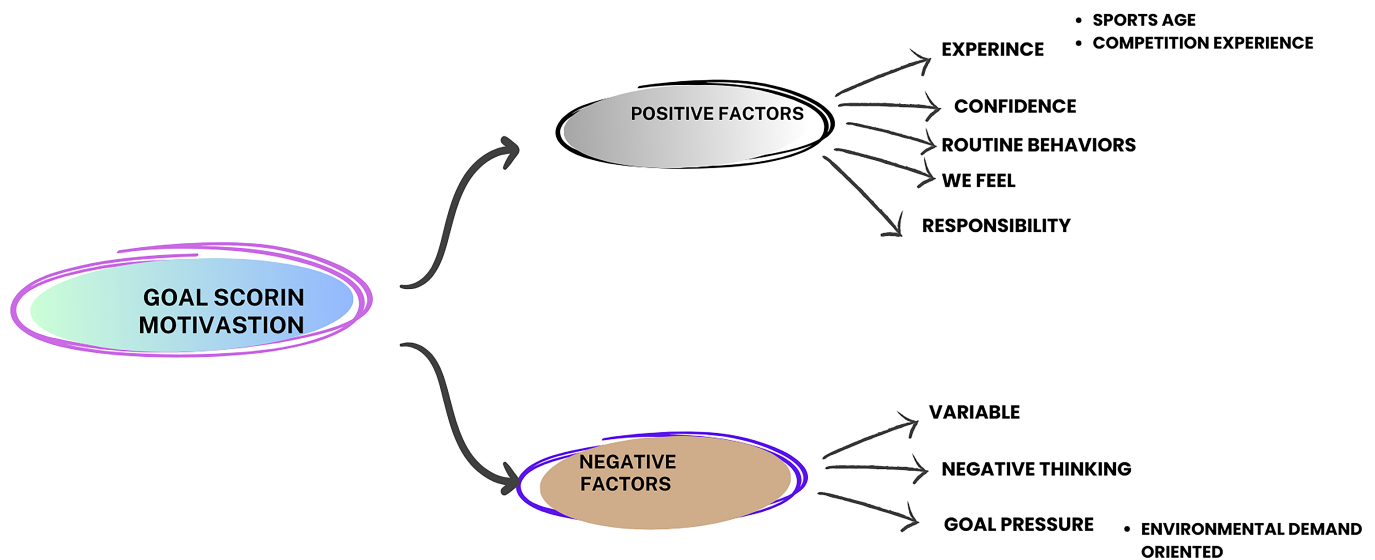 SPORTS AGE
COMPETITION EXPERIENCE
EXPERINCE
POSITIVE FACTORS
CONFIDENCE
ROUTINE BEHAVIORS
WE FEEL
RESPONSIBILITY
GOAL SCORIN
MOTIVASTION
VARIABLE
NEGATIVE
FACTORS
NEGATIVE THINKING
GOAL PRESSURE
ENVIRONMENTAL DEMAND
ORIENTED